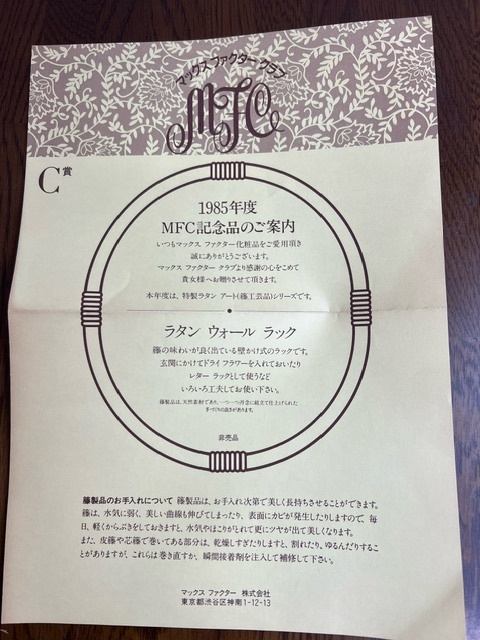 マックスファクター クラブ
MFC
C賞
1985年度
MFC記念品のご案内
いつもマックス ファクター化粧品をご愛用頂き
誠にありがとうございます。
マックス ファクター クラブより感謝の心をこめて
貴女様へお贈りさせて頂きます。
本年度は、特製ラタン アート(籐工芸品)シリーズです。
ラタン ウォール ラック
籐の味わいが良く出ている壁かけ式のラックです。
玄関にかけてドライフラワーを入れておいたり
レター ラックとして使うなど
いろいろ工夫してお使い下さい。
籐製品は、天然素材であり、一つ一つ丹念に組立て仕上げられた
手づくりの良さがあります。
非売品
籐製品のお手入れについて 籐製品は、お手入れ次第で美しく長持ちさせることができます。
籐は、水気に弱く、美しい曲線も伸びてしまったり、表面にカビが発生したりしますので、毎
日、軽くからぶきをしておきますと、水気やほこりがとれて更にツヤが出て美しくなります。
また、皮籐や芯籐で巻いてある部分は、乾燥しすぎたりしますと、割れたり、ゆるんだりするこ
とがありますが、これらは巻き直すか、瞬間接着剤を注入して補修して下さい。
マックス ファクター 株式会社
東京都渋谷区神南1-12-13